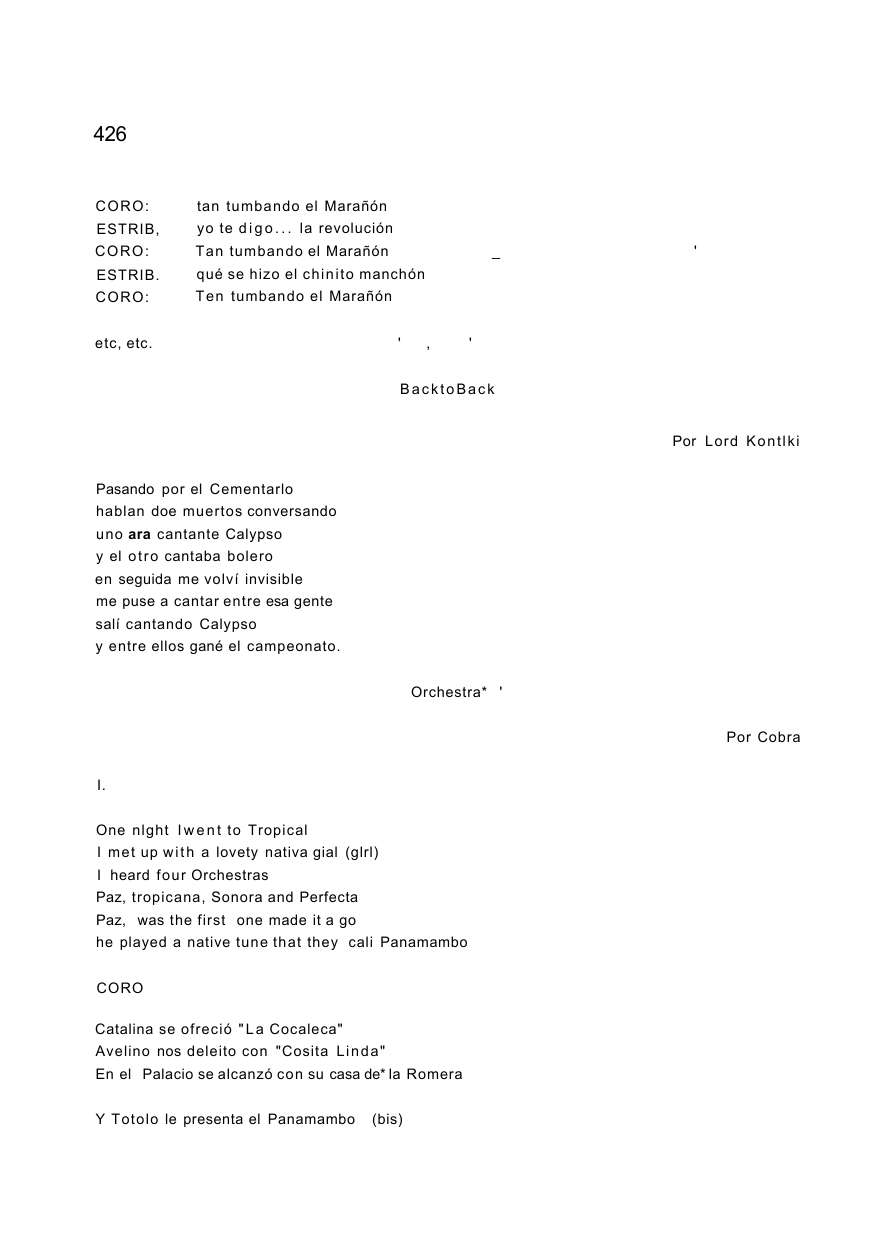 426
CORO: tan tumbando el Marañón
ESTRIB, yo te digo... la revolución
CORO: Tan tumbando el Marañón _ '
ESTRIB. qué se hizo el chinito manchón
CORO: Ten tumbando el Marañón
etc, etc. ' , '
BacktoBack
Por Lord Kontlki
Pasando por el Cementarlo
hablan doe muertos conversando
uno ara cantante Calypso
y el otro cantaba bolero
en seguida me volví invisible
me puse a cantar entre esa gente
salí cantando Calypso
y entre ellos gané el campeonato.
Orchestra* '
Por Cobra
I.
One nlght Iwent to Tropical
I met up with a lovety nativa gial (glrl)
I heard four Orchestras
Paz, tropicana, Sonora and Perfecta
Paz, was the first one made it a go
he played a native tune that they cali Panamambo
CORO
Catalina se ofreció "La Cocaleca"
Avelino nos deleito con "Cosita Linda"
En el Palacio se alcanzó con su casa de* la Romera
Y Totolo le presenta el Panamambo (bis)